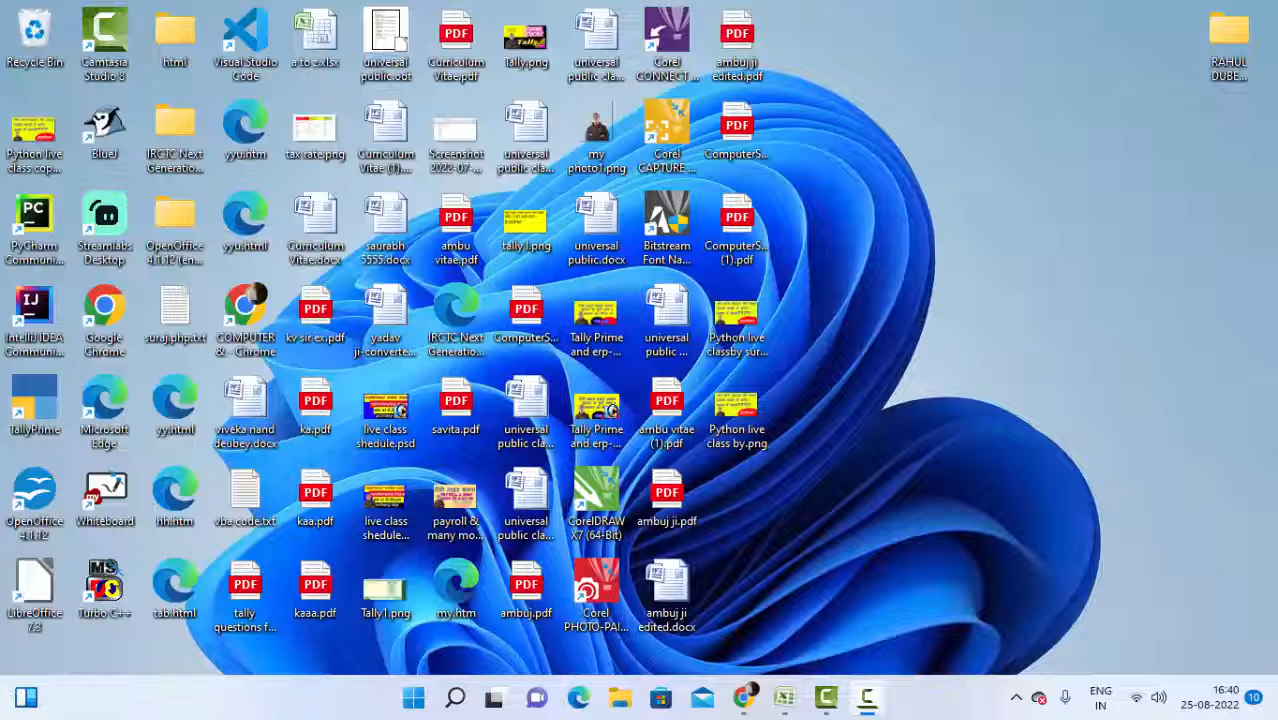 Recycle Bin
Camtasia
Studio 8
html
Visual Studio
Code
a to z.xlsx
universal
public.odt
Curriculum
Vitae.pdf
Tally.png
universal
public cla...
Corel
CONNECT ...
ambuj ji
edited.pdf
RAHUL
DUBE...
Python live
class cop...
BlueJ
IRCTC Next
Generatio...
yyu.htm
tax rate.png
Curriculum
Vitae (1)....
Screenshot
2022-07-...
universal
public cla...
my
photo1.png
Corel
CAPTURE ...
ComputerS...
PyCharm
Communi...
Streamlabs
Desktop
OpenOffice
4.1.12 (en...
yyu.html
Curriculum
Vitae.docx
saurabh
5555.docx
ambu
vitae.pdf
tally l.png
universal
public.docx
Bitstream
Font Na...
ComputerS...
(1).pdf
IntelliJ IDEA
Communi...
Google
Chrome
suraj.php.txt
COMPUTER
& - Chrome
kv sir ex.pdf
yadav
ji-converte...
IRCTC Next
Generatio...
ComputerS...
Tally Prime
and erp-...
universal
public ...
Python live
classby sur...
TallyPrime
Microsoft
Edge
yy.html
viveka nand
deubey.docx
ka.pdf
live class
shedule.psd
savita.pdf
universal
public cla...
Tally Prime
and erp-...
ambu vitae
(1).pdf
Python live
class by.png
OpenOffice
4.1.12
Whiteboard
hh.htm
vba code.txt
kaa.pdf
live class
shedule...
payroll &
many mo...
universal
public cla...
CorelDRAW
X7 (64-Bit)
ambuj ji.pdf
LibreOffice
7.3
Turbo C++
tab.html
tally
questions f...
kaaa.pdf
Tally1.png
my.htm
ambuj.pdf
Corel
PHOTO-PAI...
ambuj ji
edited.docx
ENG
IN
16:40
25-08-2022
10